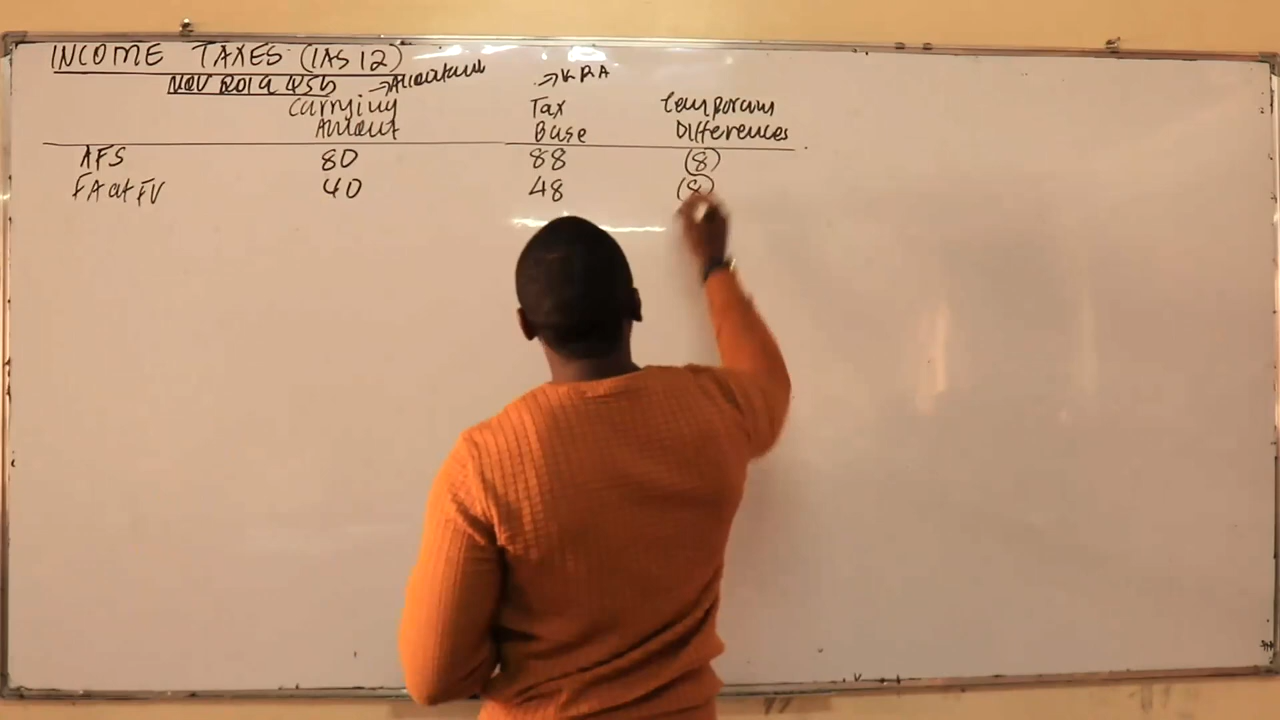 INCOME TAXES (IAS 12)
NOV 2019 Q5b → Accountant → KRA
Carrying Amount Tax Base Temporary Differences
AFS 80 88 (8)
FA at FV 40 48 (8)